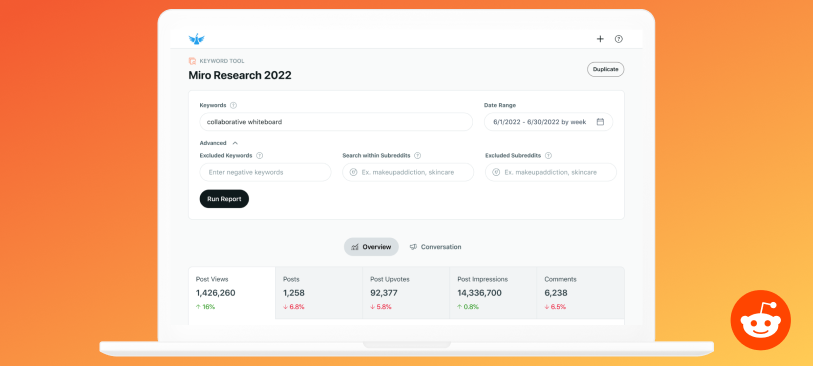 KEYWORD TOOL
Miro Research 2022
Duplicate
Keywords
Date Range
collaborative whiteboard
6/1/2022 - 6/30/2022 by week
Advanced
Excluded Keywords
Search within Subreddits
Excluded Subreddits
Enter negative keywords
Ex. makeupaddiction, skincare
Ex. makeupaddiction, skincare
Run Report
Overview
Conversation
Post Views
Posts
Post Upvotes
Post Impressions
Comments
1,426,260
1,258
92,377
14,336,700
6,238
↑ 16%
↓ 6.8%
↓ 5.8%
↑ 0.8%
↓ 6.5%